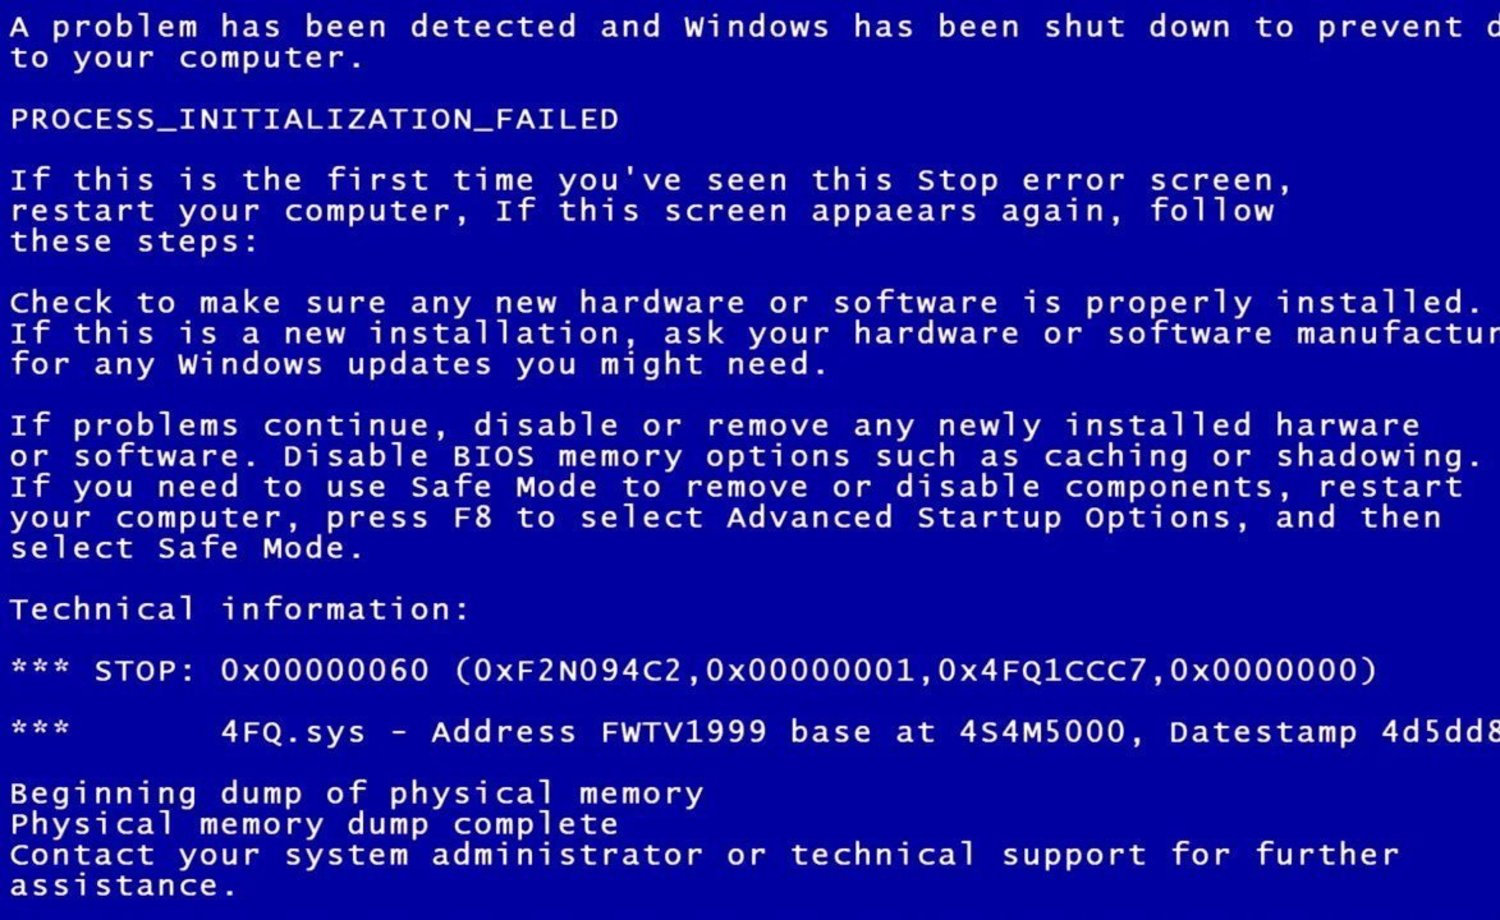 A problem has been detected and Windows has been shut down to prevent
to your computer.
PROCESS_INITIALIZATION_FAILED
If this is the first time you've seen this Stop error screen,
restart your computer, If this screen appaears again, follow
these steps:
Check to make sure any new hardware or software is properly installed.
If this is a new installation, ask your hardware or software manufactur
for any Windows updates you might need.
If problems continue, disable or remove any newly installed harware
or software. Disable BIOS memory options such as caching or shadowing.
If you need to use Safe Mode to remove or disable components, restart
your computer, press F8 to select Advanced Startup Options, and then
select Safe Mode.
Technical information:
*** STOP: 0x00000060 (0xF2N094C2,0x00000001,0x4FQ1CCC7,0x0000000)
*** 4FQ.sys - Address FWTV1999 base at 4S4M5000, Datestamp 4d5dd8
Beginning dump of physical memory
Physical memory dump complete
Contact your system administrator or technical support for further
assistance.